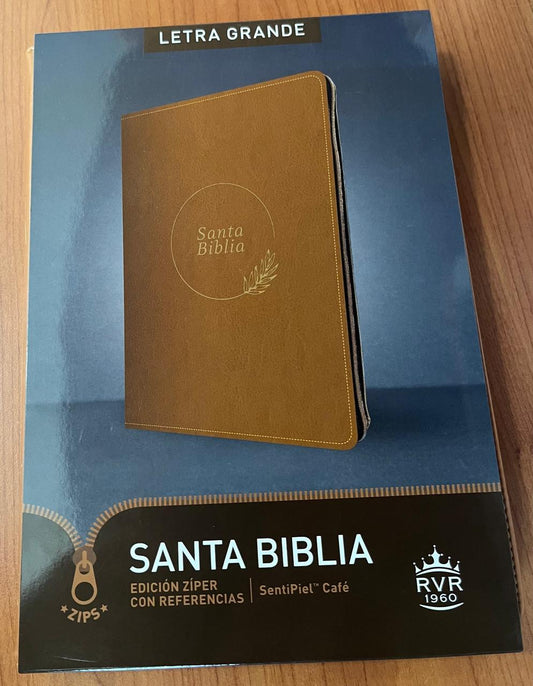 LETRA GRANDE
Santa
Biblia
SANTA BIBLIA
EDICIÓN ZÍPER
CON REFERENCIAS
SentiPiel™ Café
ZIPS
RVR
1960